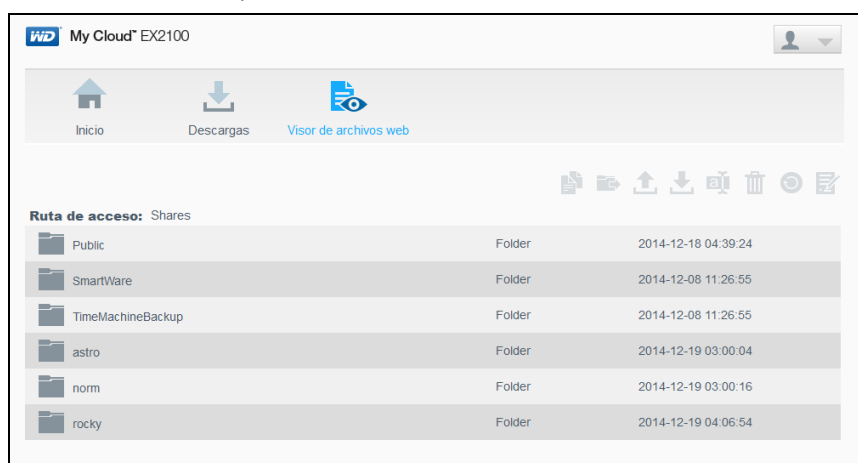 WD My Cloud™ EX2100
Inicio Descargas Visor de archivos web
Ruta de acceso: Shares
Public Folder 2014-12-18 04:39:24
SmartWare Folder 2014-12-08 11:26:55
TimeMachineBackup Folder 2014-12-08 11:26:55
astro Folder 2014-12-19 03:00:04
norm Folder 2014-12-19 03:00:16
rocky Folder 2014-12-19 04:06:54